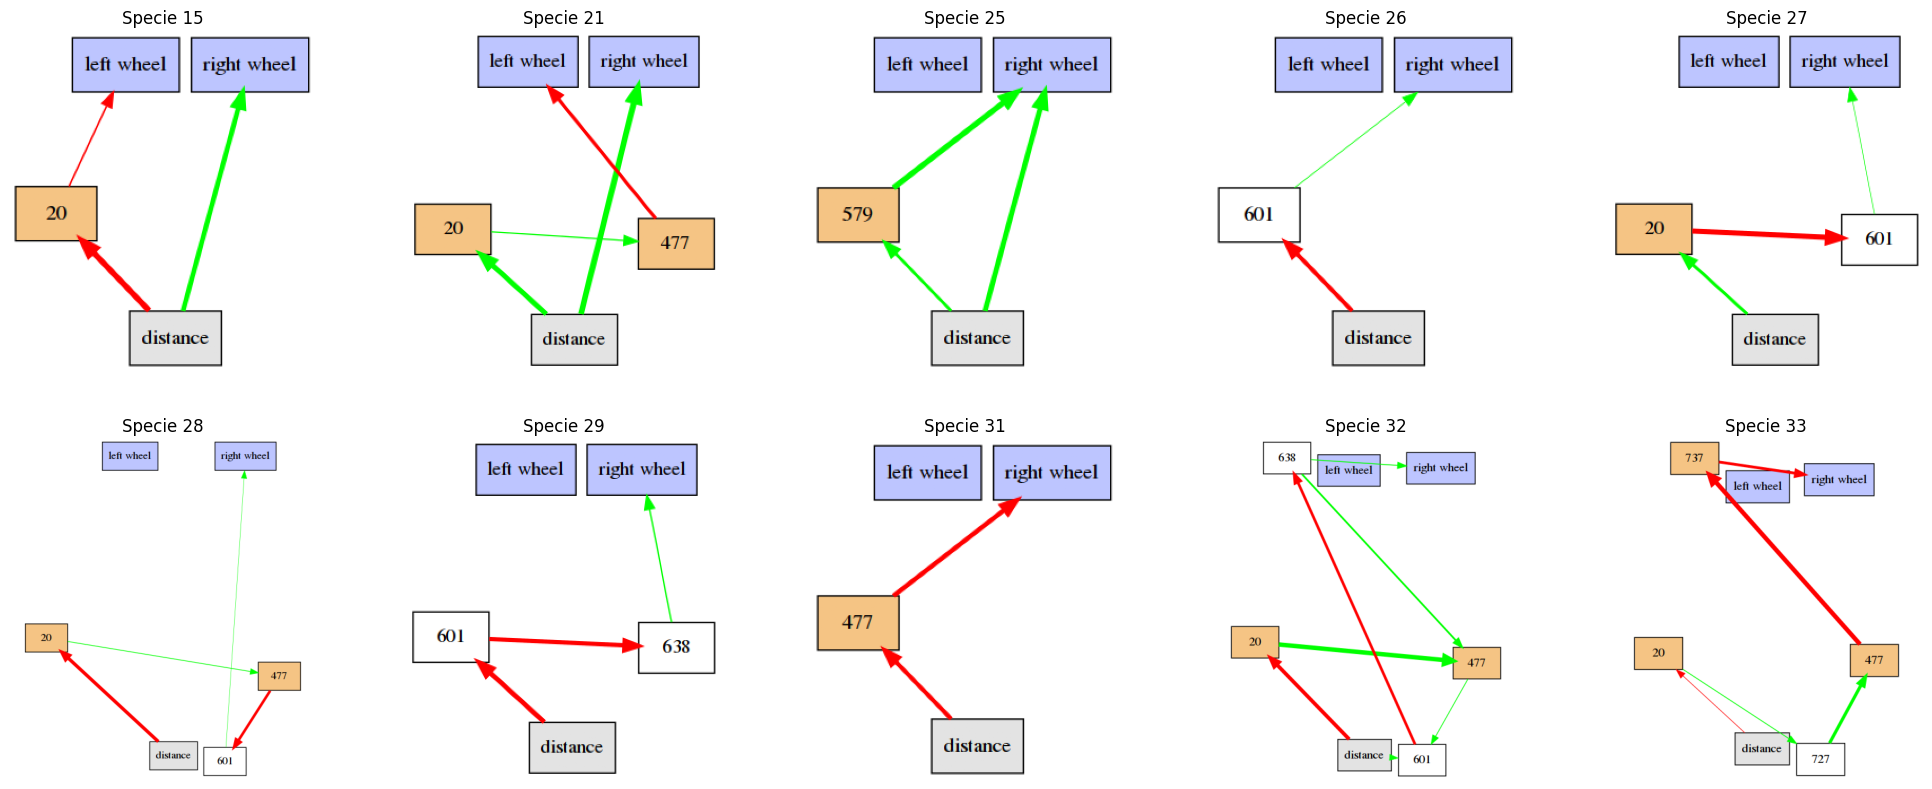 Specie 15
left wheel
right wheel
20
distance
Specie 21
left wheel
right wheel
20
477
distance
Specie 25
left wheel
right wheel
579
distance
Specie 26
left wheel
right wheel
601
distance
Specie 27
left wheel
right wheel
20
601
distance
Specie 28
left wheel
right wheel
20
477
distance
601
Specie 29
left wheel
right wheel
601
638
distance
Specie 31
left wheel
right wheel
477
distance
Specie 32
638
left wheel
right wheel
20
477
distance
601
Specie 33
737
left wheel
right wheel
20
477
distance
727